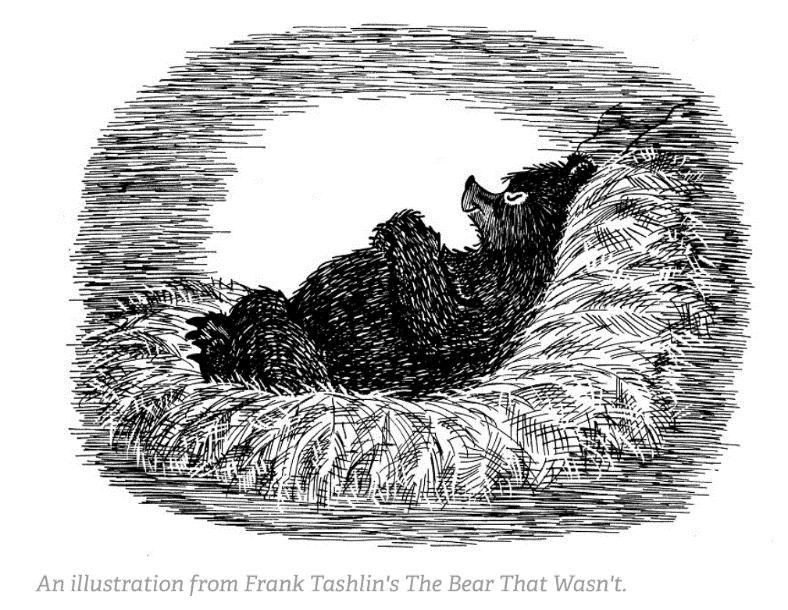 An illustration from Frank Tashlin's The Bear That Wasn't.